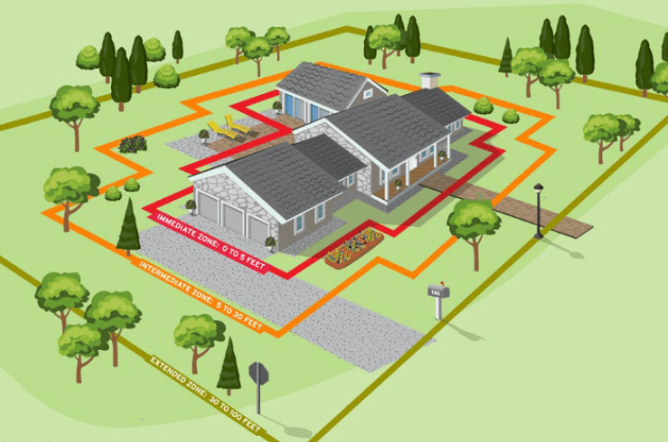 IMMEDIATE ZONE: 0 TO 5 FEET
INTERMEDIATE ZONE: 5 TO 30 FEET
EXTENDED ZONE: 30 TO 100 FEET